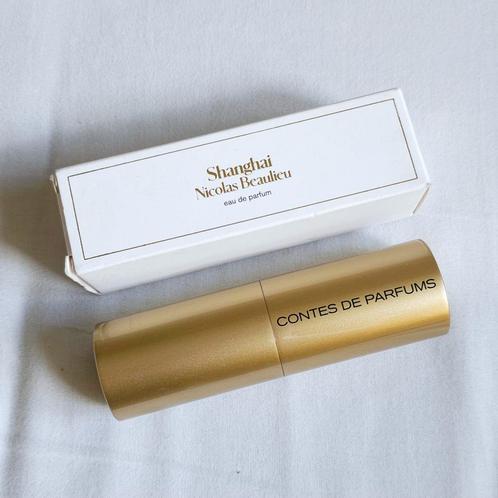 Shanghai
Nicolas Beaulieu
eau de parfum
CONTES DE PARFUMS